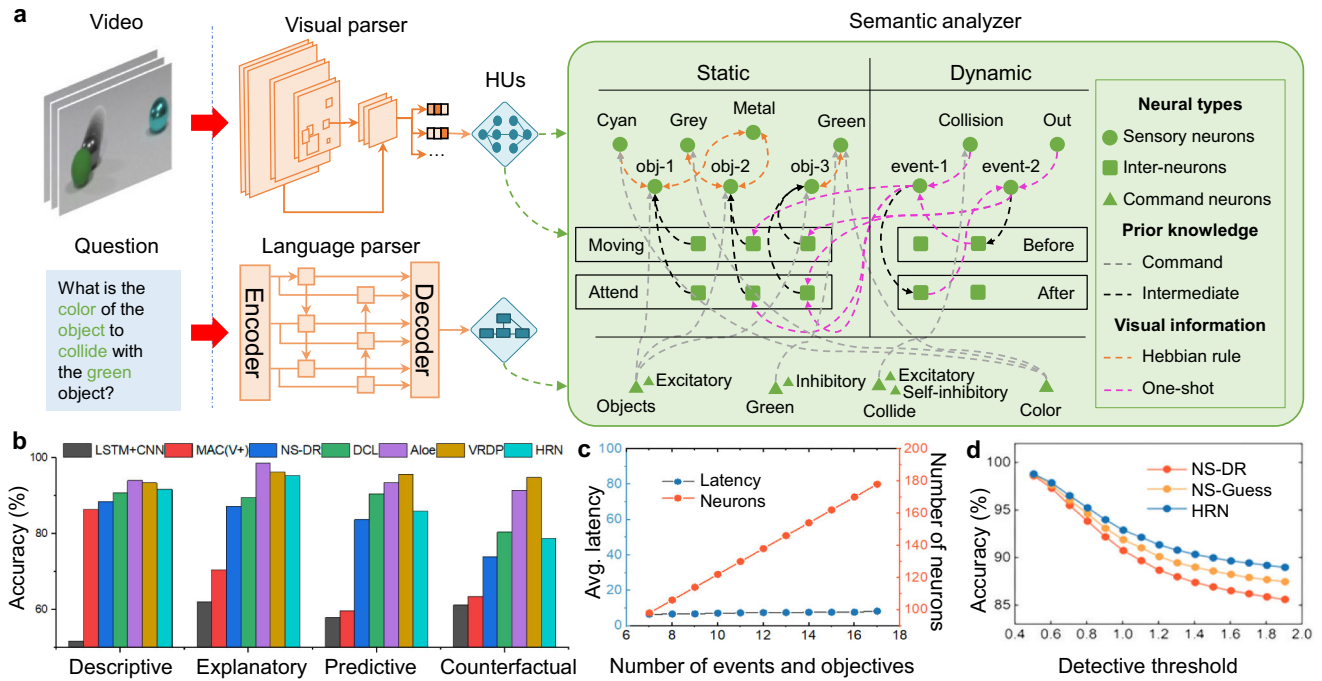 a
Video
Visual parser
Semantic analyzer
HUs
...
Question
What is the
color of the
object to
collide with
the green
object?
Language parser
Encoder
Decoder
Static
Dynamic
Cyan
Grey
Metal
Green
Collision
Out
obj-1
obj-2
obj-3
event-1
event-2
Moving
Before
Attend
After
Excitatory
Objects
Inhibitory
Green
Excitatory
Self-inhibitory
Collide
Color
Neural types
Sensory neurons
Inter-neurons
Command neurons
Prior knowledge
Command
Intermediate
Visual information
Hebbian rule
One-shot
b
LSTM+CNN MAC(V+) NS-DR DCL Aloe VRDP HRN
Accuracy (%)
100
80
60
Descriptive Explanatory Predictive Counterfactual
c
Avg. latency
100
80
60
40
20
0
Latency
Neurons
200
180
160
140
120
100
Number of neurons
6 8 10 12 14 16 18
Number of events and objectives
d
Accuracy (%)
100
95
90
85
NS-DR
NS-Guess
HRN
0.4 0.6 0.8 1.0 1.2 1.4 1.6 1.8 2.0
Detective threshold